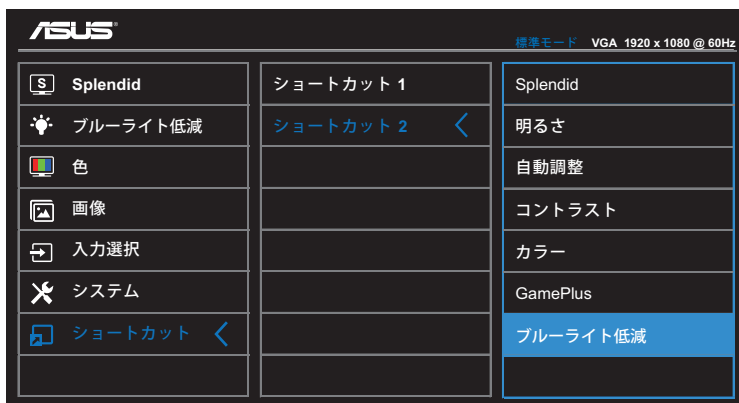 ASUS
標準モード VGA 1920 x 1080 @ 60Hz
S Splendid
ブルーライト低減
色
画像
入力選択
システム
ショートカット
ショートカット 1
ショートカット 2
Splendid
明るさ
自動調整
コントラスト
カラー
GamePlus
ブルーライト低減